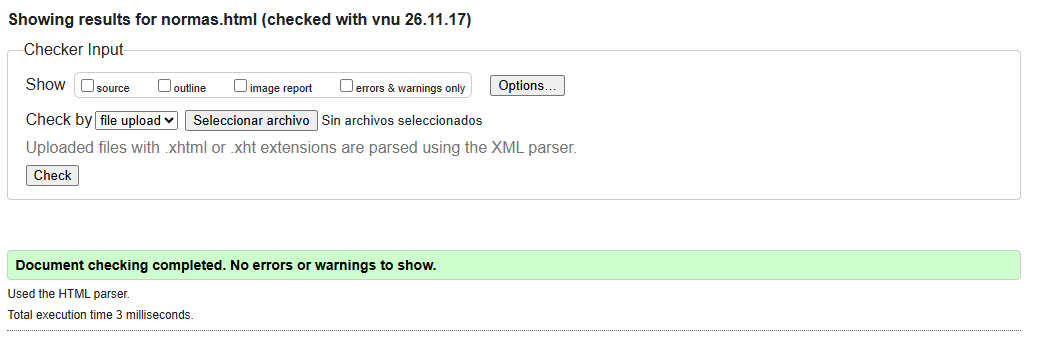 Showing results for normas.html (checked with vnu 26.11.17)
Checker Input
Show source outline image report errors & warnings only Options...
Check by file upload Seleccionar archivo Sin archivos seleccionados
Uploaded files with .xhtml or .xht extensions are parsed using the XML parser.
Check
Document checking completed. No errors or warnings to show.
Used the HTML parser.
Total execution time 3 milliseconds.